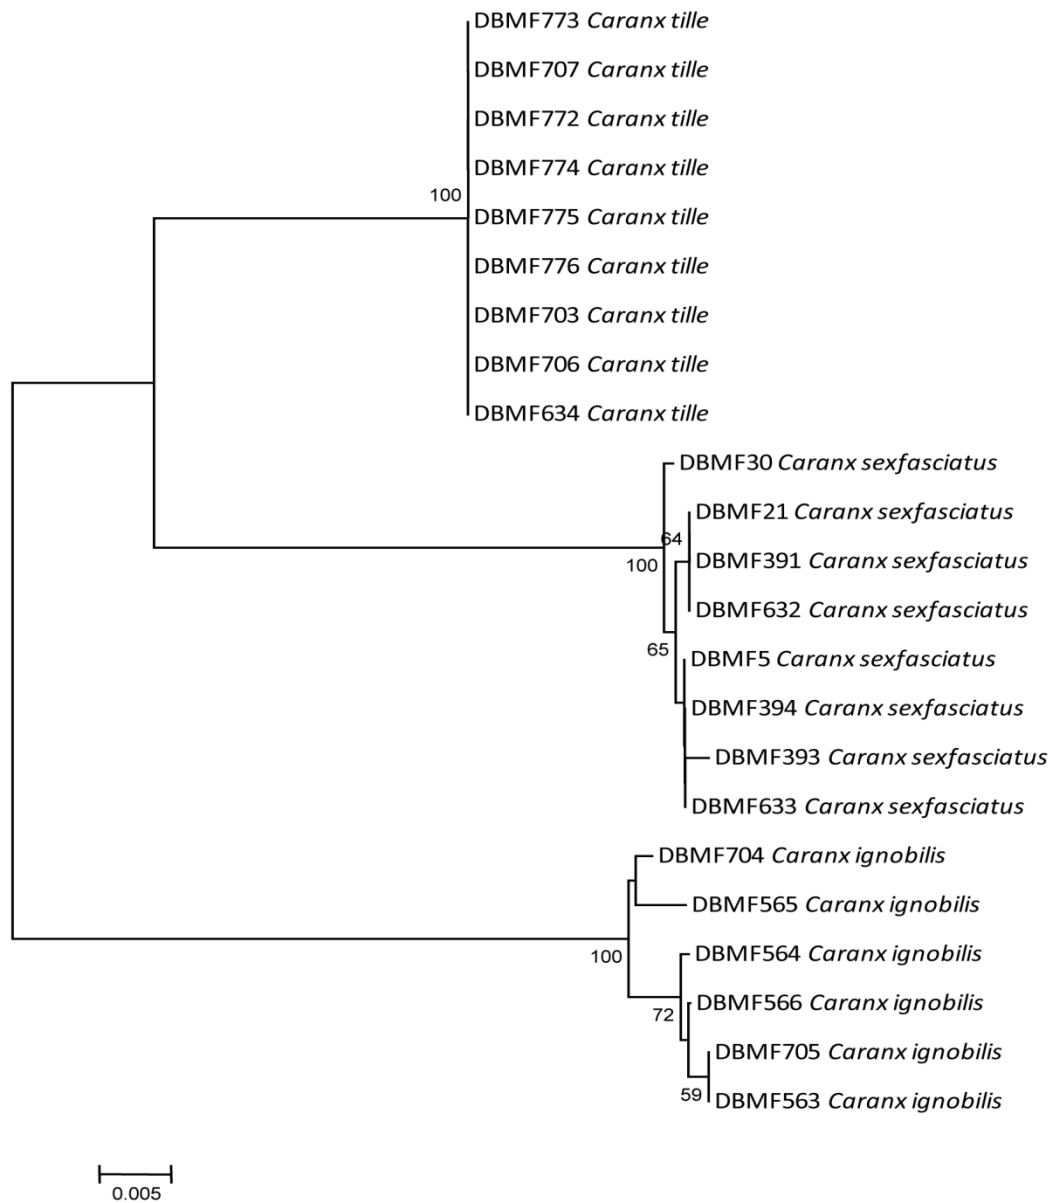 DBMF773 Caranx tille
DBMF707 Caranx tille
DBMF772 Caranx tille
DBMF774 Caranx tille
100
DBMF775 Caranx tille
DBMF776 Caranx tille
DBMF703 Caranx tille
DBMF706 Caranx tille
DBMF634 Caranx tille
DBMF30 Caranx sexfasciatus
DBMF21 Caranx sexfasciatus
64
DBMF391 Caranx sexfasciatus
100
DBMF632 Caranx sexfasciatus
65
DBMF5 Caranx sexfasciatus
DBMF394 Caranx sexfasciatus
DBMF393 Caranx sexfasciatus
DBMF633 Caranx sexfasciatus
DBMF704 Caranx ignobilis
DBMF565 Caranx ignobilis
100
DBMF564 Caranx ignobilis
DBMF566 Caranx ignobilis
72
DBMF705 Caranx ignobilis
59
DBMF563 Caranx ignobilis
0.005